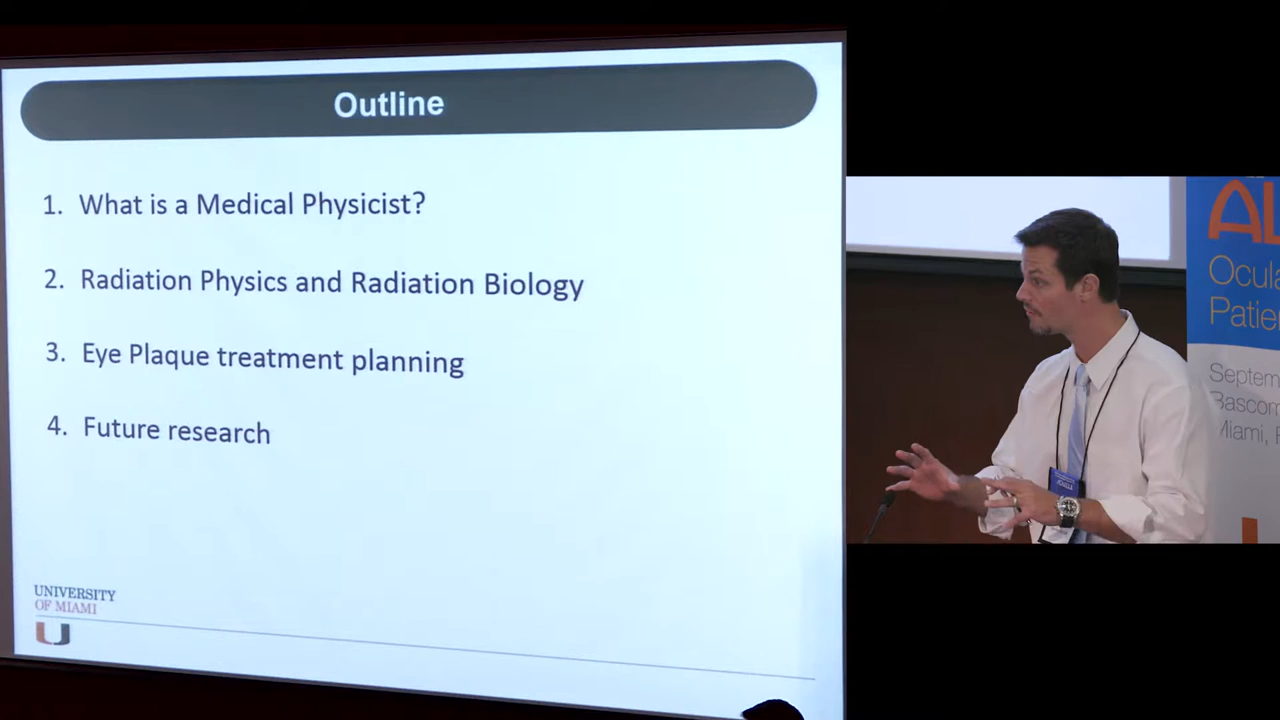 Outline
1. What is a Medical Physicist?
2. Radiation Physics and Radiation Biology
3. Eye Plaque treatment planning
4. Future research
UNIVERSITY
OF MIAMI
U
AL
Ocula
Patie
Septem
Bascom
Miami, F